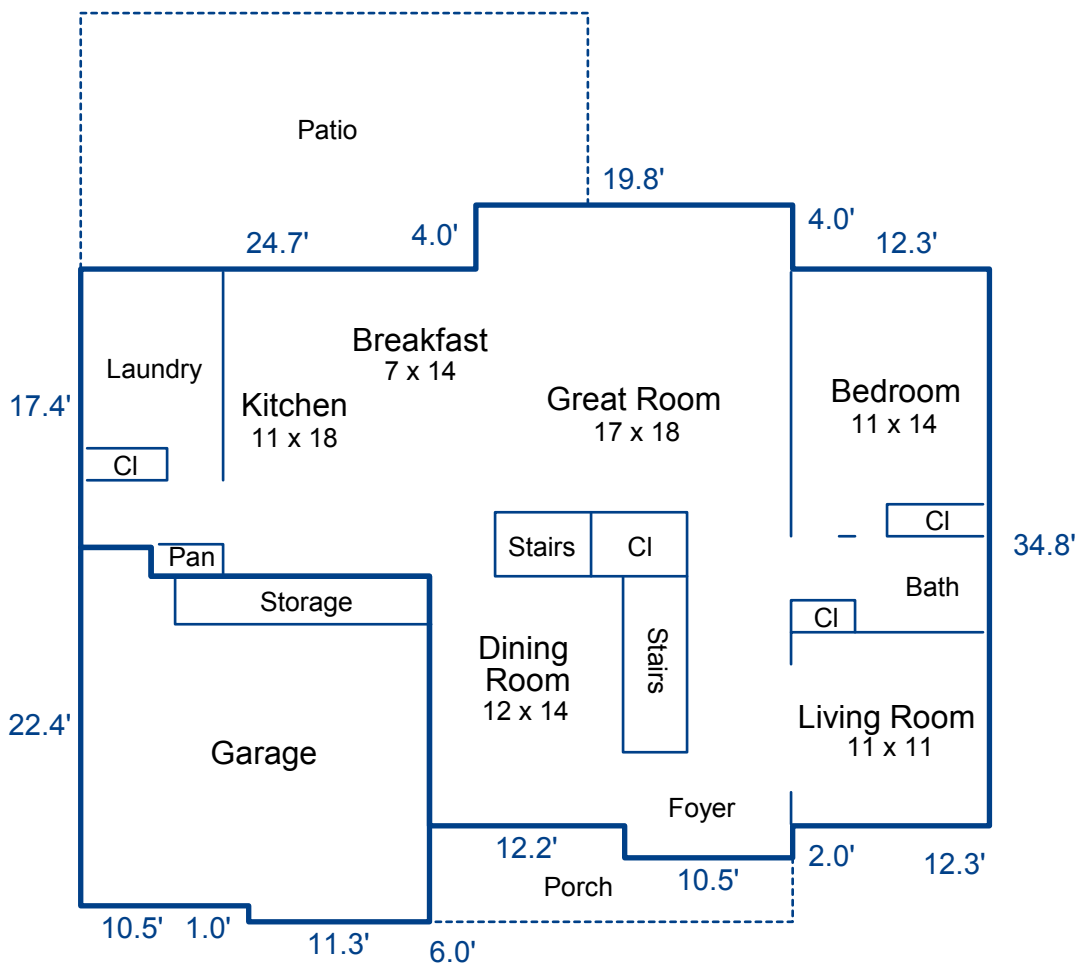 Patio
19.8'
4.0'
4.0'
24.7'
12.3'
Breakfast
7 x 14
Laundry
Kitchen
11 x 18
Great Room
17 x 18
Bedroom
11 x 14
17.4'
Cl
Cl
Stairs
Cl
34.8'
Pan
Storage
Bath
Cl
Dining
Room
12 x 14
Stairs
Living Room
11 x 11
22.4'
Garage
Foyer
12.2'
2.0'
12.3'
Porch
10.5'
10.5'
1.0'
11.3'
6.0'